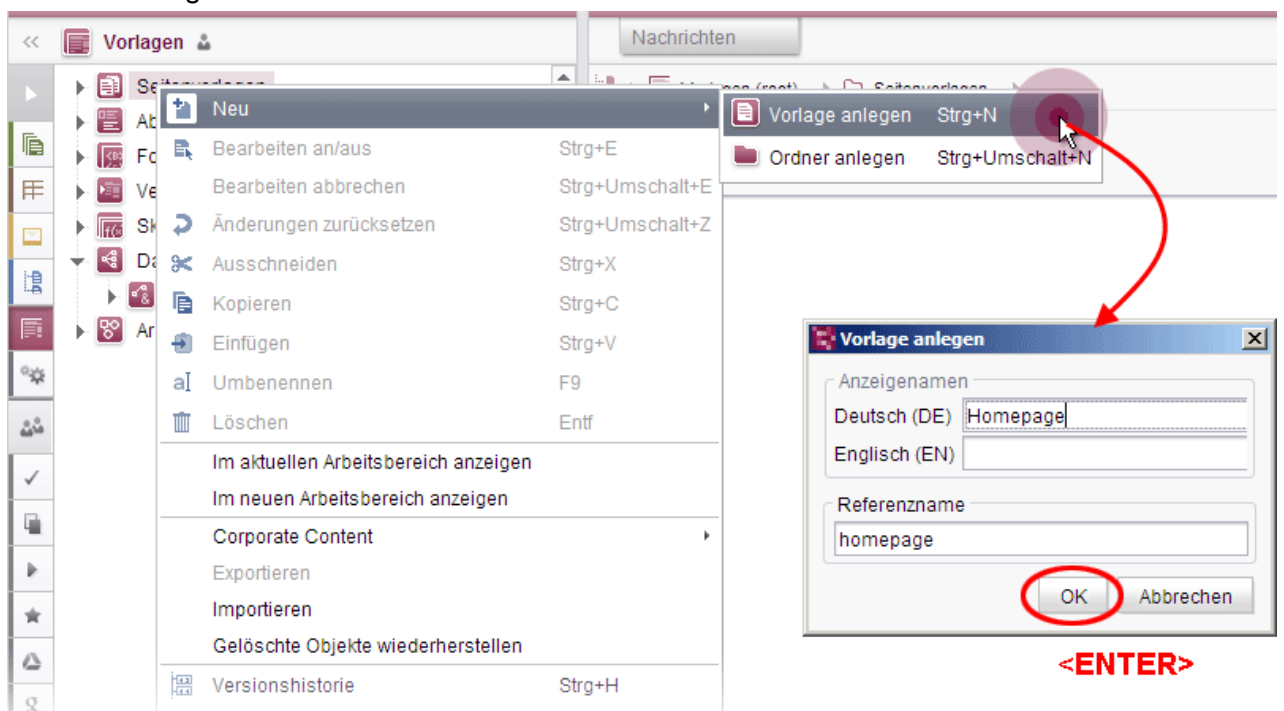 Vorlagen
Nachrichten
Seitenvorlagen
Seitenvorlagen
Neu
Vorlage anlegen Strg+N
Ordner anlegen Strg+Umschalt+N
Bearbeiten an/aus Strg+E
Bearbeiten abbrechen Strg+Umschalt+E
Änderungen zurücksetzen Strg+Umschalt+Z
Ausschneiden Strg+X
Kopieren Strg+C
Einfügen Strg+V
Umbenennen F9
Löschen Entf
Im aktuellen Arbeitsbereich anzeigen
Im neuen Arbeitsbereich anzeigen
Corporate Content
Exportieren
Importieren
Gelöschte Objekte wiederherstellen
Versionshistorie Strg+H
Vorlage anlegen
Anzeigenamen
Deutsch (DE) Homepage
Englisch (EN)
Referenzname
homepage
OK Abbrechen
<ENTER>